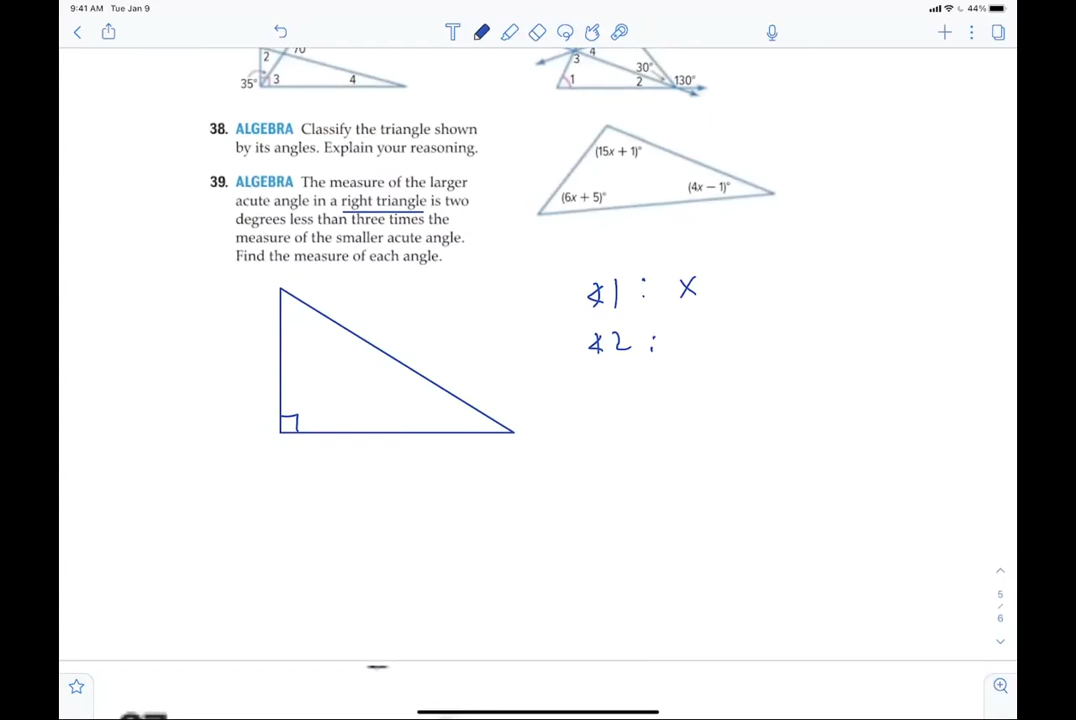 9:41 AM Tue Jan 9
44%
2
70
35°
3
4
4
3
1
30°
2
130°
38. ALGEBRA Classify the triangle shown
by its angles. Explain your reasoning.
(15x + 1)°
(6x + 5)°
(4x − 1)°
39. ALGEBRA The measure of the larger
acute angle in a right triangle is two
degrees less than three times the
measure of the smaller acute angle.
Find the measure of each angle.
∡1 : x
∡2 :
5
/
6